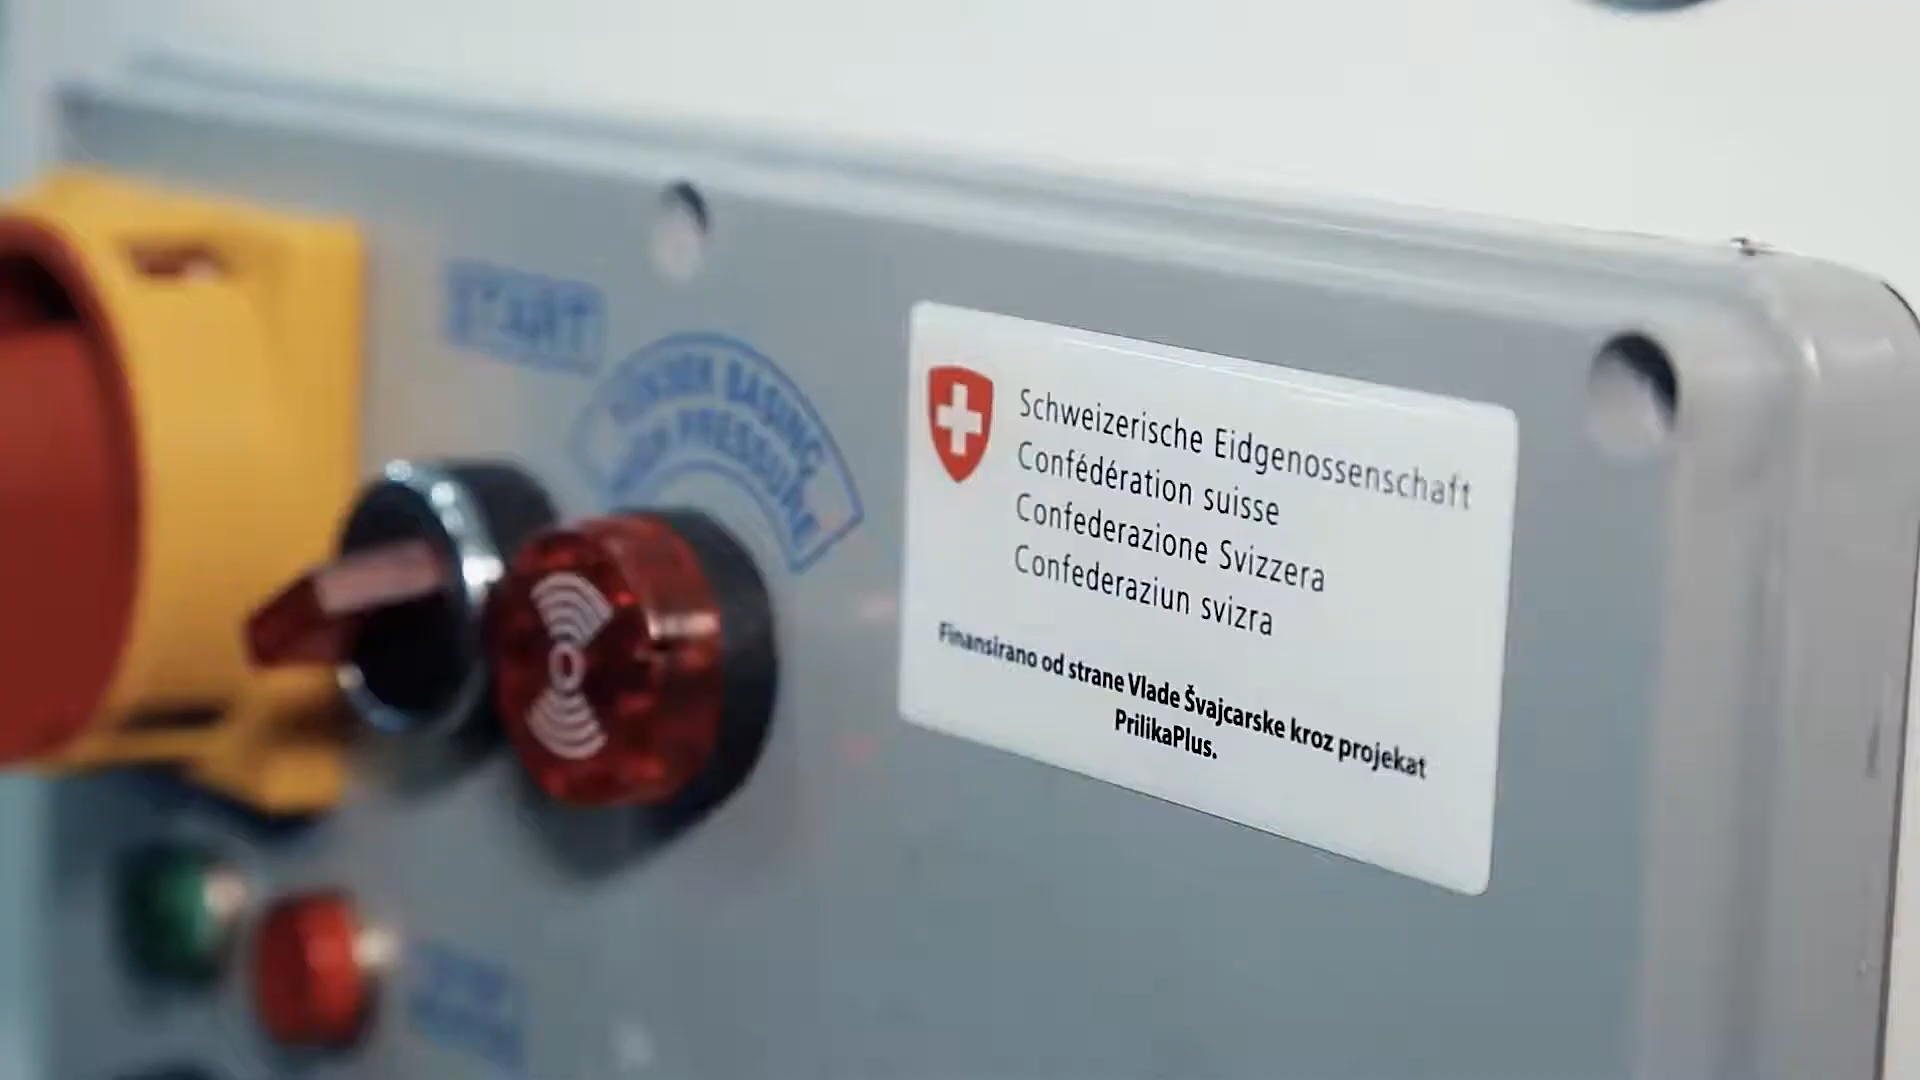 START
Schweizerische Eidgenossenschaft
Confédération suisse
Confederazione Svizzera
Confederaziun svizra
Finansirano od strane Vlade Švajcarske kroz projekat
PrilikaPlus.